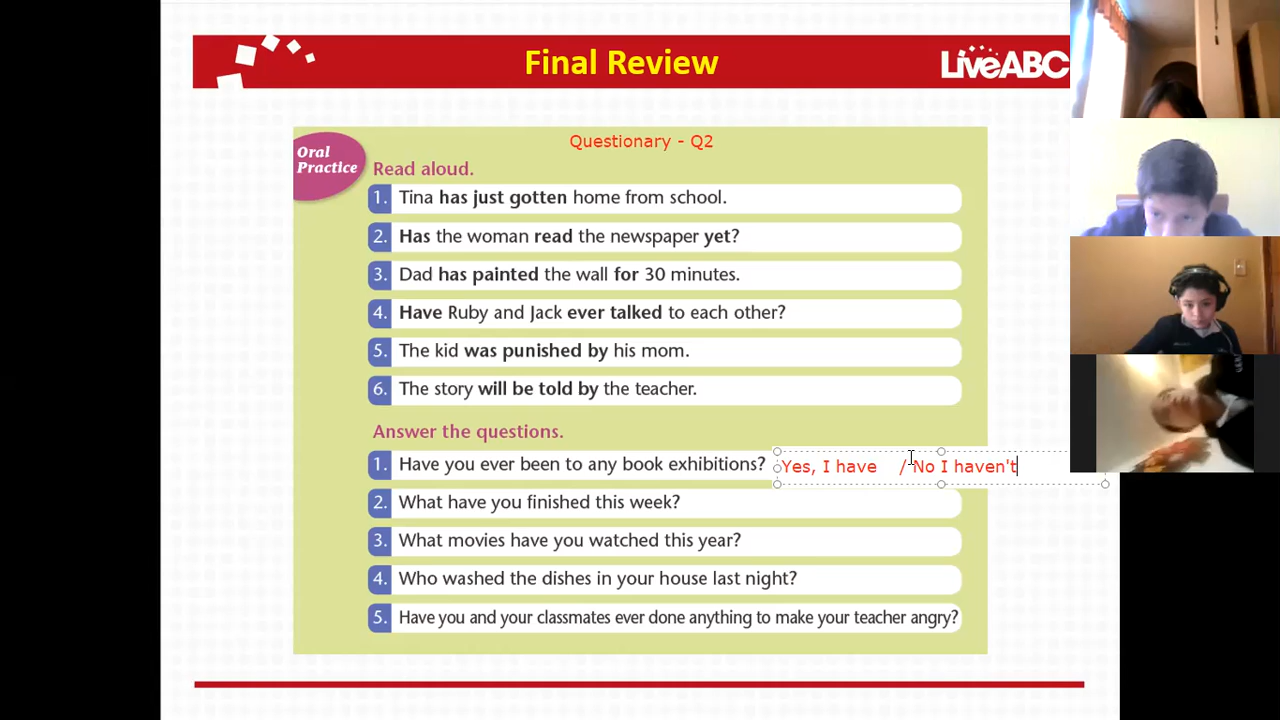 Final Review
LiveABC
Questionary - Q2
Oral
Practice
Read aloud.
1. Tina has just gotten home from school.
2. Has the woman read the newspaper yet?
3. Dad has painted the wall for 30 minutes.
4. Have Ruby and Jack ever talked to each other?
5. The kid was punished by his mom.
6. The story will be told by the teacher.
Answer the questions.
1. Have you ever been to any book exhibitions? Yes, I have / No I haven't
2. What have you finished this week?
3. What movies have you watched this year?
4. Who washed the dishes in your house last night?
5. Have you and your classmates ever done anything to make your teacher angry?